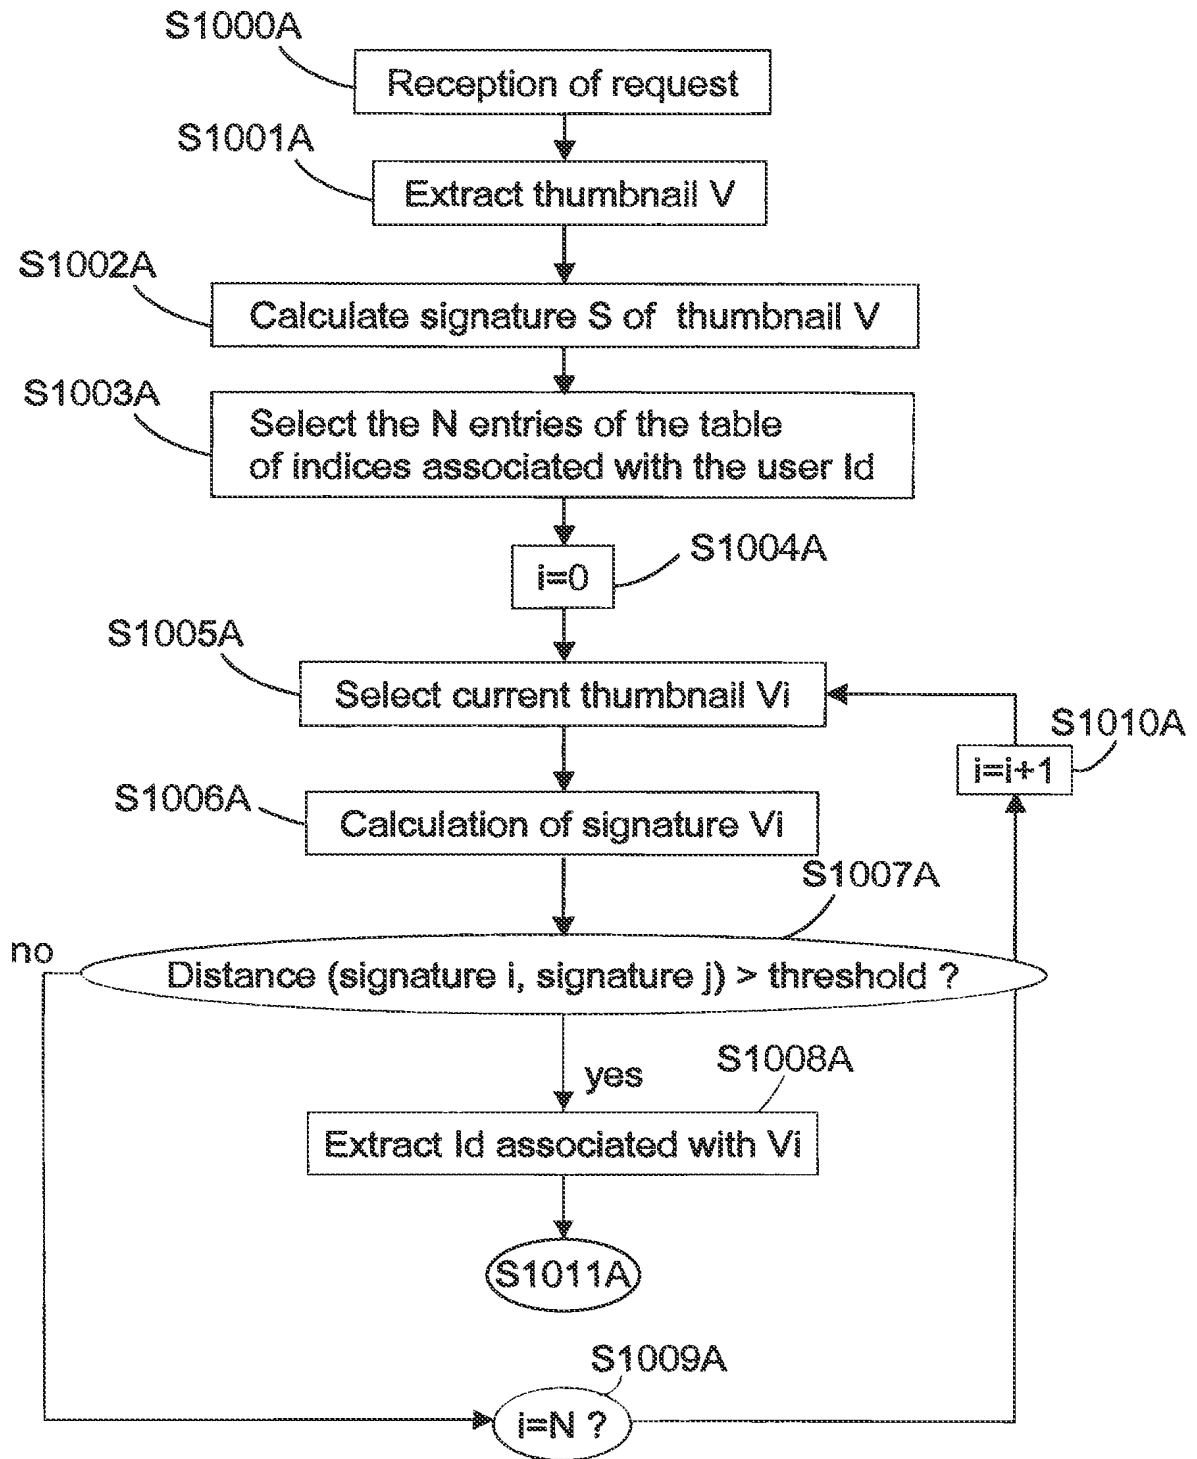 S1000A
Reception of request
S1001A
Extract thumbnail V
S1002A
Calculate signature S of thumbnail V
S1003A
Select the N entries of the table
of indices associated with the user Id
S1004A
i=0
S1005A
Select current thumbnail Vi
S1010A
i=i+1
S1006A
Calculation of signature Vi
S1007A
no
Distance (signature i, signature j) > threshold ?
yes
S1008A
Extract Id associated with Vi
S1011A
S1009A
i=N ?